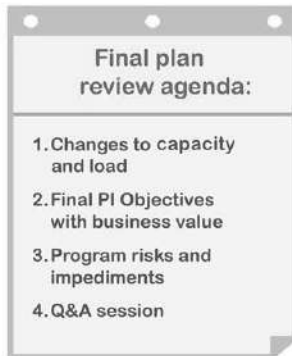 Final plan
review agenda:
1. Changes to capacity
and load
2. Final PI Objectives
with business value
3. Program risks and
impediments
4. Q&A session